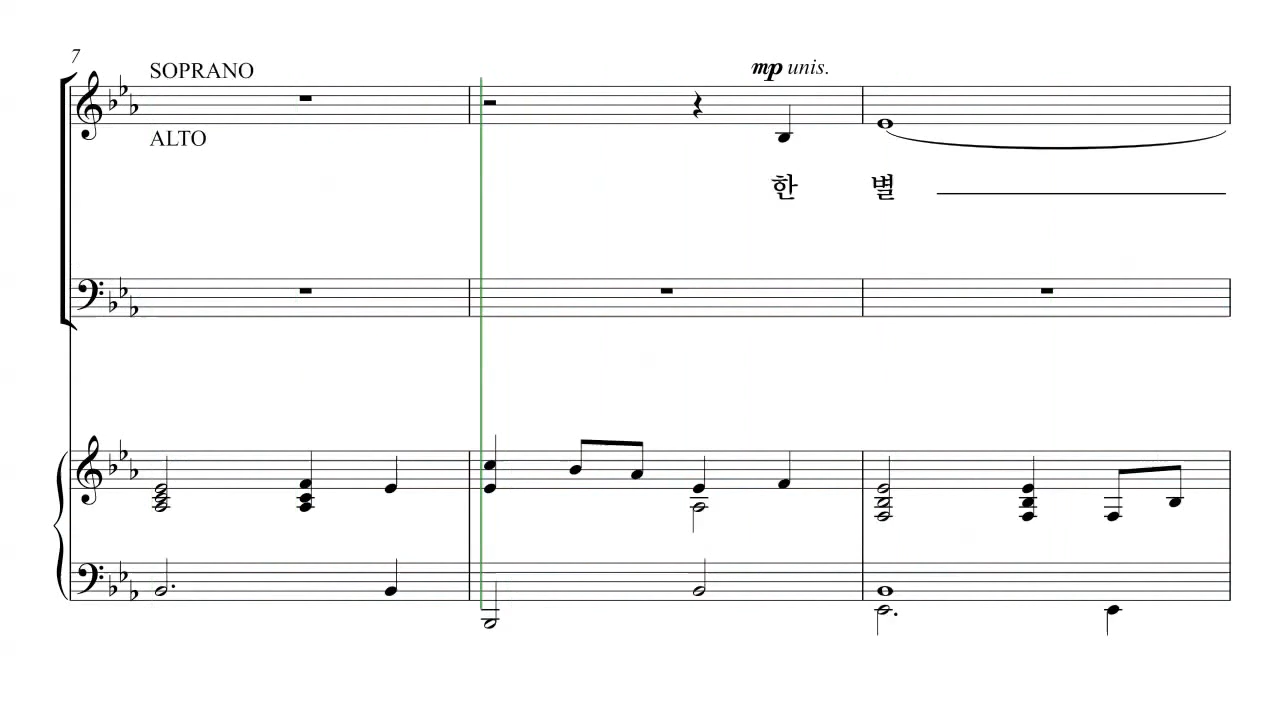 7
SOPRANO
mp unis.
ALTO
한 별